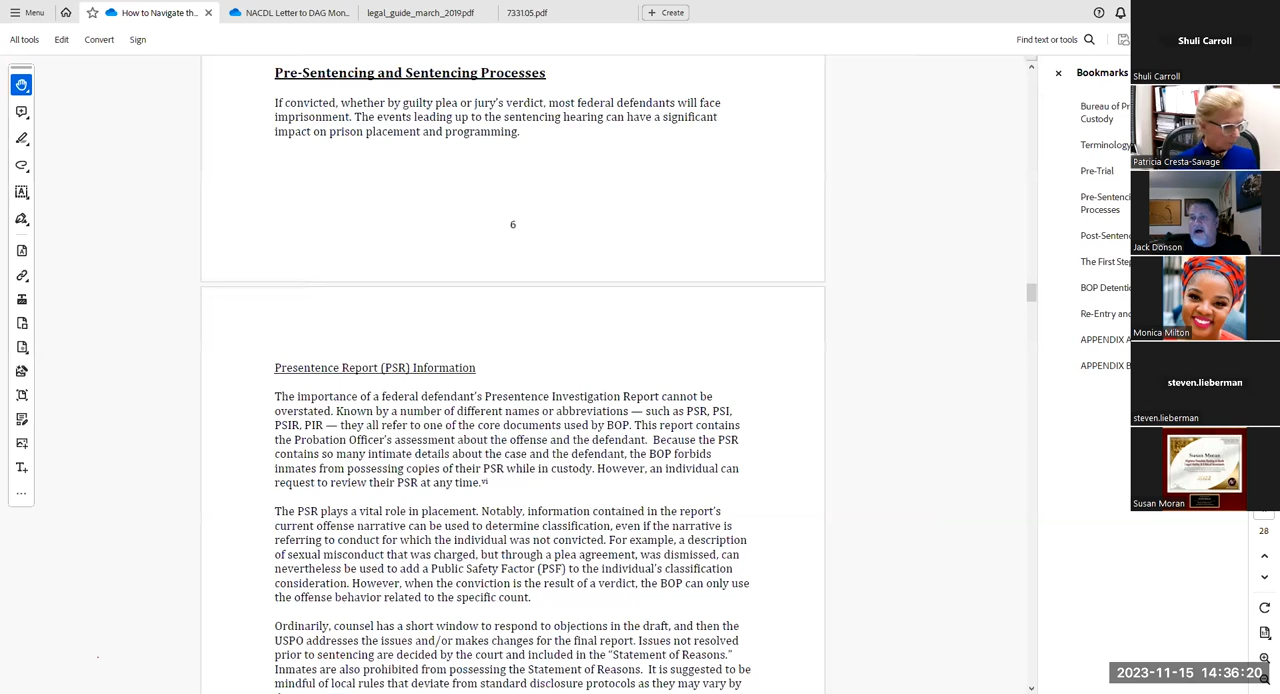 Menu
How to Navigate th...
NACDL Letter to DAG Mon...
legal_guide_march_2019.pdf
7331.05.pdf
+ Create
All tools
Edit
Convert
Sign
Find text or tools
Pre-Sentencing and Sentencing Processes
If convicted, whether by guilty plea or jury's verdict, most federal defendants will face
imprisonment. The events leading up to the sentencing hearing can have a significant
impact on prison placement and programming.
6
Presentence Report (PSR) Information
The importance of a federal defendant's Presentence Investigation Report cannot be
overstated. Known by a number of different names or abbreviations — such as PSR, PSI,
PSIR, PIR — they all refer to one of the core documents used by BOP. This report contains
the Probation Officer's assessment about the offense and the defendant.  Because the PSR
contains so many intimate details about the case and the defendant, the BOP forbids
inmates from possessing copies of their PSR while in custody. However, an individual can
request to review their PSR at any time.vi
The PSR plays a vital role in placement. Notably, information contained in the report's
current offense narrative can be used to determine classification, even if the narrative is
referring to conduct for which the individual was not convicted. For example, a description
of sexual misconduct that was charged, but through a plea agreement, was dismissed, can
nevertheless be used to add a Public Safety Factor (PSF) to the individual's classification
consideration. However, when the conviction is the result of a verdict, the BOP can only use
the offense behavior related to the specific count.
Ordinarily, counsel has a short window to respond to objections in the draft, and then the
USPO addresses the issues and/or makes changes for the final report. Issues not resolved
prior to sentencing are decided by the court and included in the "Statement of Reasons."
Inmates are also prohibited from possessing the Statement of Reasons.  It is suggested to be
mindful of local rules that deviate from standard disclosure protocols as they may vary by
Bookmarks
Bureau of Pr
Custody
Terminology
Pre-Trial
Pre-Sentenci
Processes
Post-Sentenc
The First Step
BOP Detentio
Re-Entry and
APPENDIX A
APPENDIX B
28
Shuli Carroll
Shuli Carroll
Patricia Cresta-Savage
Jack Donson
Monica Milton
steven.lieberman
steven.lieberman
Susan Moran
Susan Moran
2023-11-15 14:36:20